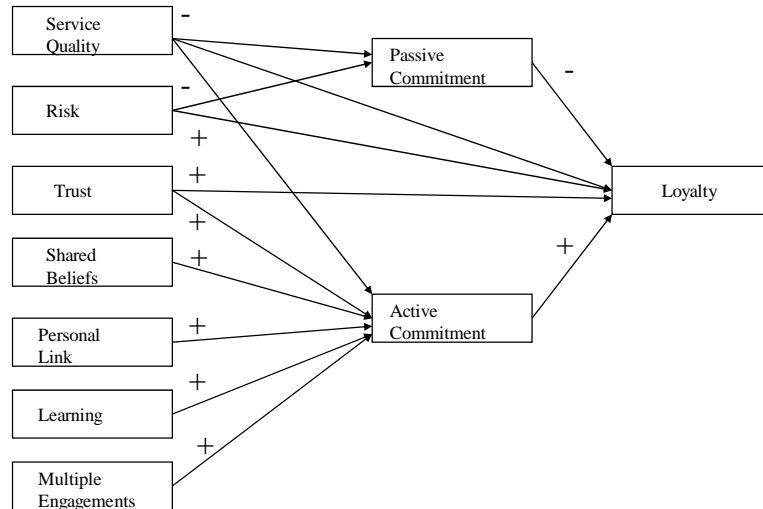 Service
Quality
-
Passive
Commitment
-
Risk
-
+
Trust
+
Loyalty
+
Shared
Beliefs
+
+
Active
Commitment
Personal
Link
+
Learning
+
Multiple
Engagements
+